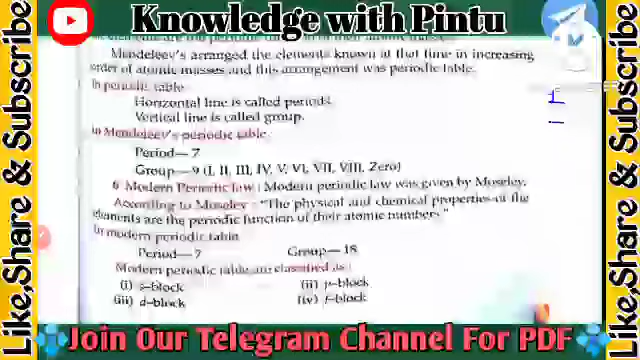 Knowledge with Pintu
Mendeleev's arranged the elements known at that time in increasing
order of atomic masses and this arrangement was periodic table.
In periodic table
Horizontal line is called periods.
Vertical line is called group.
In Mendeleev's periodic table
Period—7
Group—9 (I, II, III, IV, V, VI, VII, VIII, Zero)
6 Modern Periodic law : Modern periodic law was given by Moseley.
According to Moseley : "The physical and chemical properties of the
elements are the periodic function of their atomic numbers."
In modern periodic table
Period—7 Group—18
Modern periodic table are classified as :
(i) s–block (ii) p–block
(iii) d–block (iv) f–block
Join Our Telegram Channel For PDF
Like,Share & Subscribe
Like,Share & Subscribe